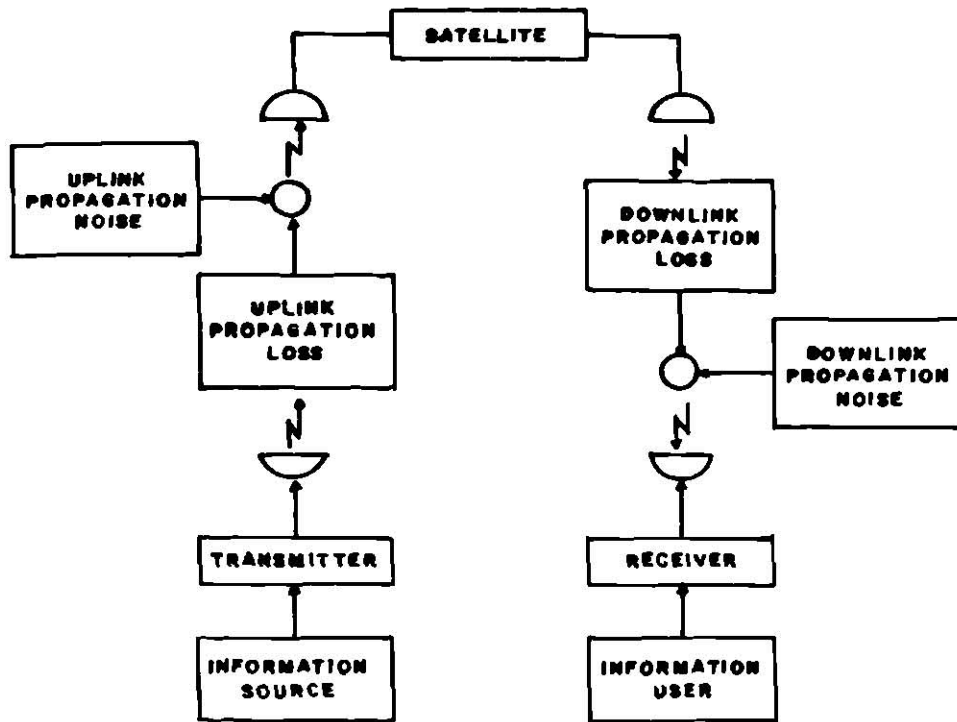 SATELLITE
UPLINK
PROPAGATION
NOISE
DOWNLINK
PROPAGATION
LOSS
UPLINK
PROPAGATION
LOSS
DOWNLINK
PROPAGATION
NOISE
TRANSMITTER
RECEIVER
INFORMATION
SOURCE
INFORMATION
USER